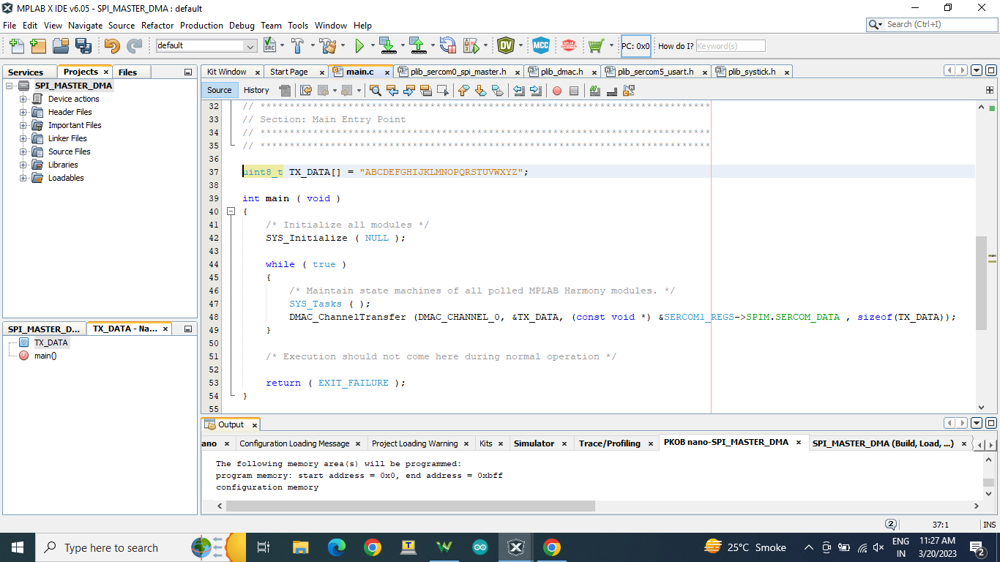 MPLAB X IDE v6.05 - SPI_MASTER_DMA : default
File Edit View Navigate Source Refactor Production Debug Team Tools Window Help
Search (Ctrl+I)
default
PC: 0x0
How do I?
Keyword(s)
Services Projects Files
Kit Window Start Page main.c plib_sercom0_spi_master.h plib_dmac.h plib_sercom5_usart.h plib_systick.h
SPI_MASTER_DMA
Device actions
Header Files
Important Files
Linker Files
Source Files
Libraries
Loadables
Source History
32 // *****************************************************************************
33 // Section: Main Entry Point
34 // *****************************************************************************
35 // *****************************************************************************
36
37 uint8_t TX_DATA[] = "ABCDEFGHIJKLMNOPQRSTUVWXYZ";
38
39 int main ( void )
40 {
41 /* Initialize all modules */
42 SYS_Initialize ( NULL );
43
44 while ( true )
45 {
46 /* Maintain state machines of all polled MPLAB Harmony modules. */
47 SYS_Tasks ( );
48 DMAC_ChannelTransfer (DMAC_CHANNEL_0, &TX_DATA, (const void *) &SERCOM1_REGS->SPIM.SERCOM_DATA , sizeof(TX_DATA));
49 }
50
51 /* Execution should not come here during normal operation */
52
53 return ( EXIT_FAILURE );
54 }
55
SPI_MASTER_D... TX_DATA - Na...
TX_DATA
main()
Output
ano Configuration Loading Message Project Loading Warning Kits Simulator Trace/Profiling PKOB nano-SPI_MASTER_DMA SPI_MASTER_DMA (Build, Load, ...)
The following memory area(s) will be programmed:
program memory: start address = 0x0, end address = 0xbff
configuration memory
2
37:1
INS
Type here to search
25°C Smoke
ENG
IN
11:27 AM
3/20/2023
2